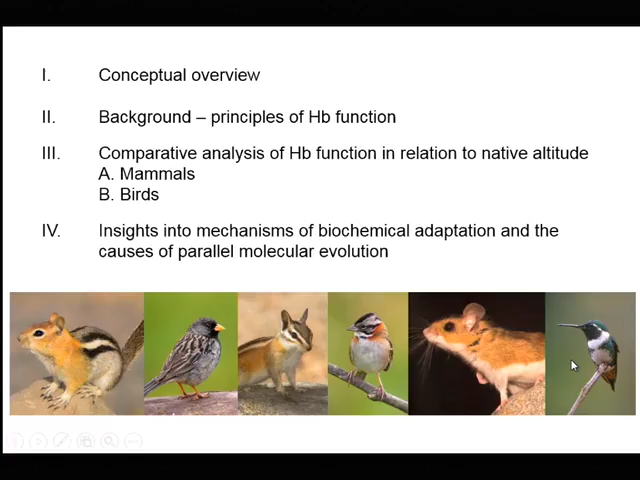 I. Conceptual overview
II. Background – principles of Hb function
III. Comparative analysis of Hb function in relation to native altitude
A. Mammals
B. Birds
IV. Insights into mechanisms of biochemical adaptation and the
causes of parallel molecular evolution